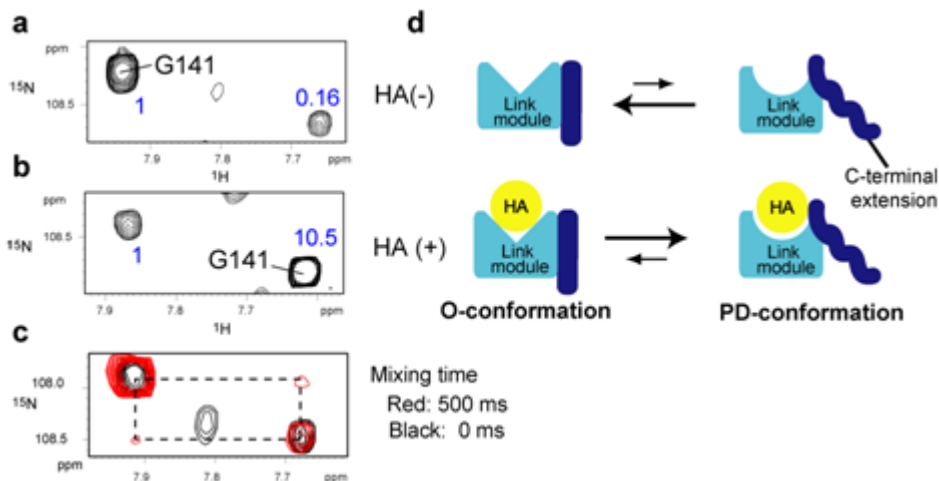 a
ppm
G141
15N
108.5
1
0.16
7.9
7.8
7.7
ppm
1H
b
ppm
15N
108.5
1
10.5
G141
7.9
7.8
7.7
ppm
1H
c
108.0
15N
108.5
ppm
7.9
7.8
7.7
ppm
Mixing time
Red: 500 ms
Black: 0 ms
d
HA(-)
Link
module
Link
module
C-terminal
extension
HA (+)
HA
Link
module
HA
Link
module
O-conformation
PD-conformation